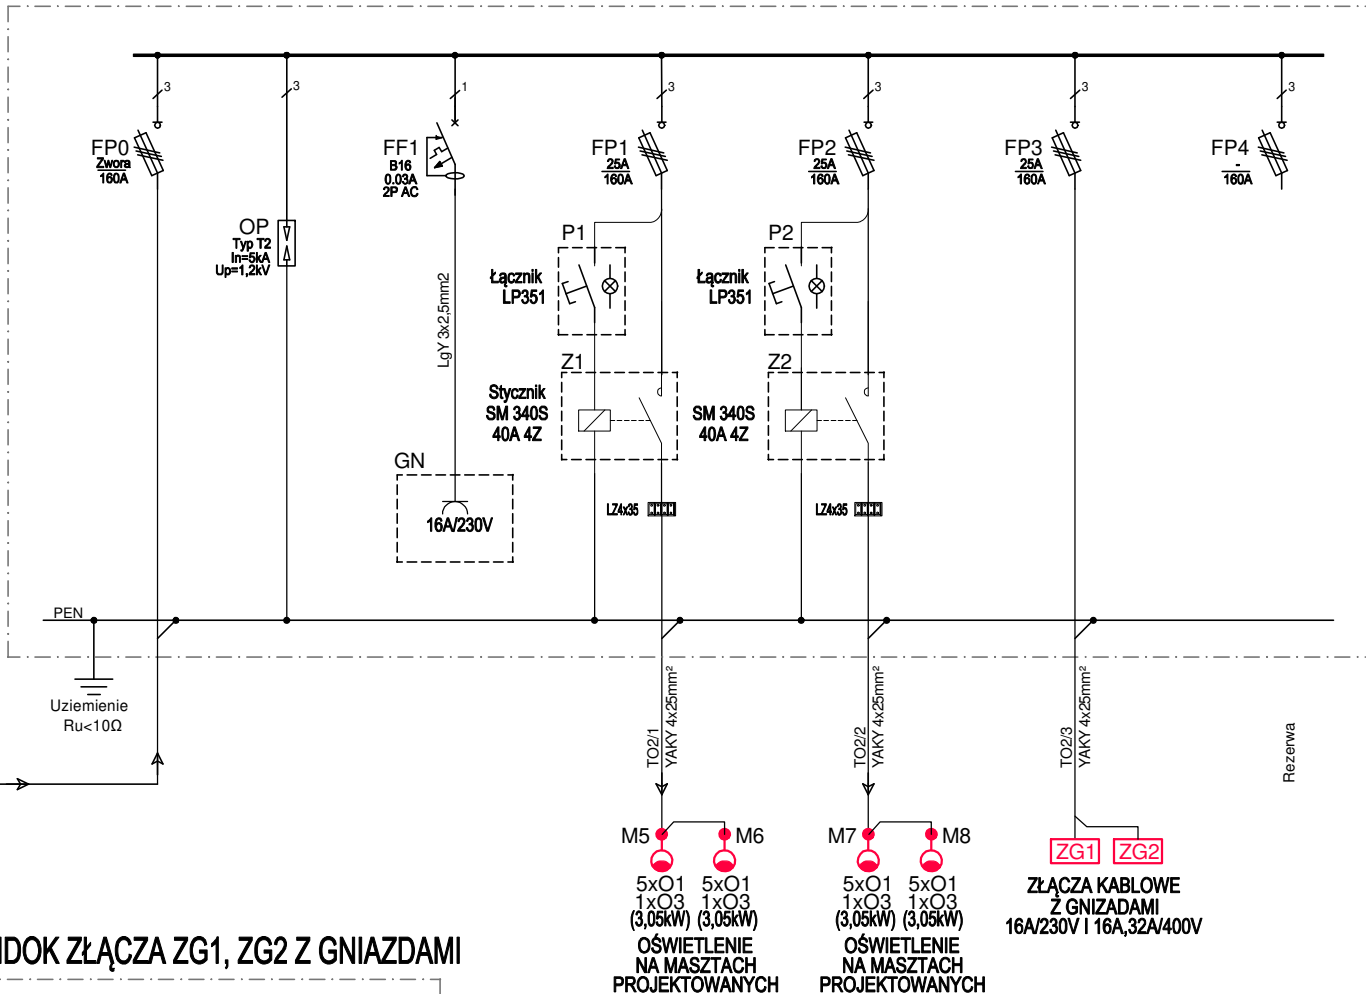 3
3
1
3
3
3
3
FP0
Zwora
160A
FF1
B16
0.03A
2P AC
FP1
25A
160A
FP2
25A
160A
FP3
25A
160A
FP4
-
160A
OP
Typ T2
In=5kA
Up=1,2kV
P1
Łącznik
LP351
P2
Łącznik
LP351
LgY 3x2,5mm2
Z1
Stycznik
SM 340S
40A 4Z
Z2
SM 340S
40A 4Z
GN
16A/230V
LZ4x35
LZ4x35
PEN
Uziemienie
Ru<10Ω
TO2/1
YAKY 4x25mm²
TO2/2
YAKY 4x25mm²
TO2/3
YAKY 4x25mm²
Rezerwa
M5
M6
5xO1
1xO3
(3,05kW)
5xO1
1xO3
(3,05kW)
OŚWIETLENIE
NA MASZTACH
PROJEKTOWANYCH
M7
M8
5xO1
1xO3
(3,05kW)
5xO1
1xO3
(3,05kW)
OŚWIETLENIE
NA MASZTACH
PROJEKTOWANYCH
ZG1
ZG2
ZŁĄCZA KABLOWE
Z GNIZADAMI
16A/230V I 16A,32A/400V
IDOK ZŁĄCZA ZG1, ZG2 Z GNIAZDAMI